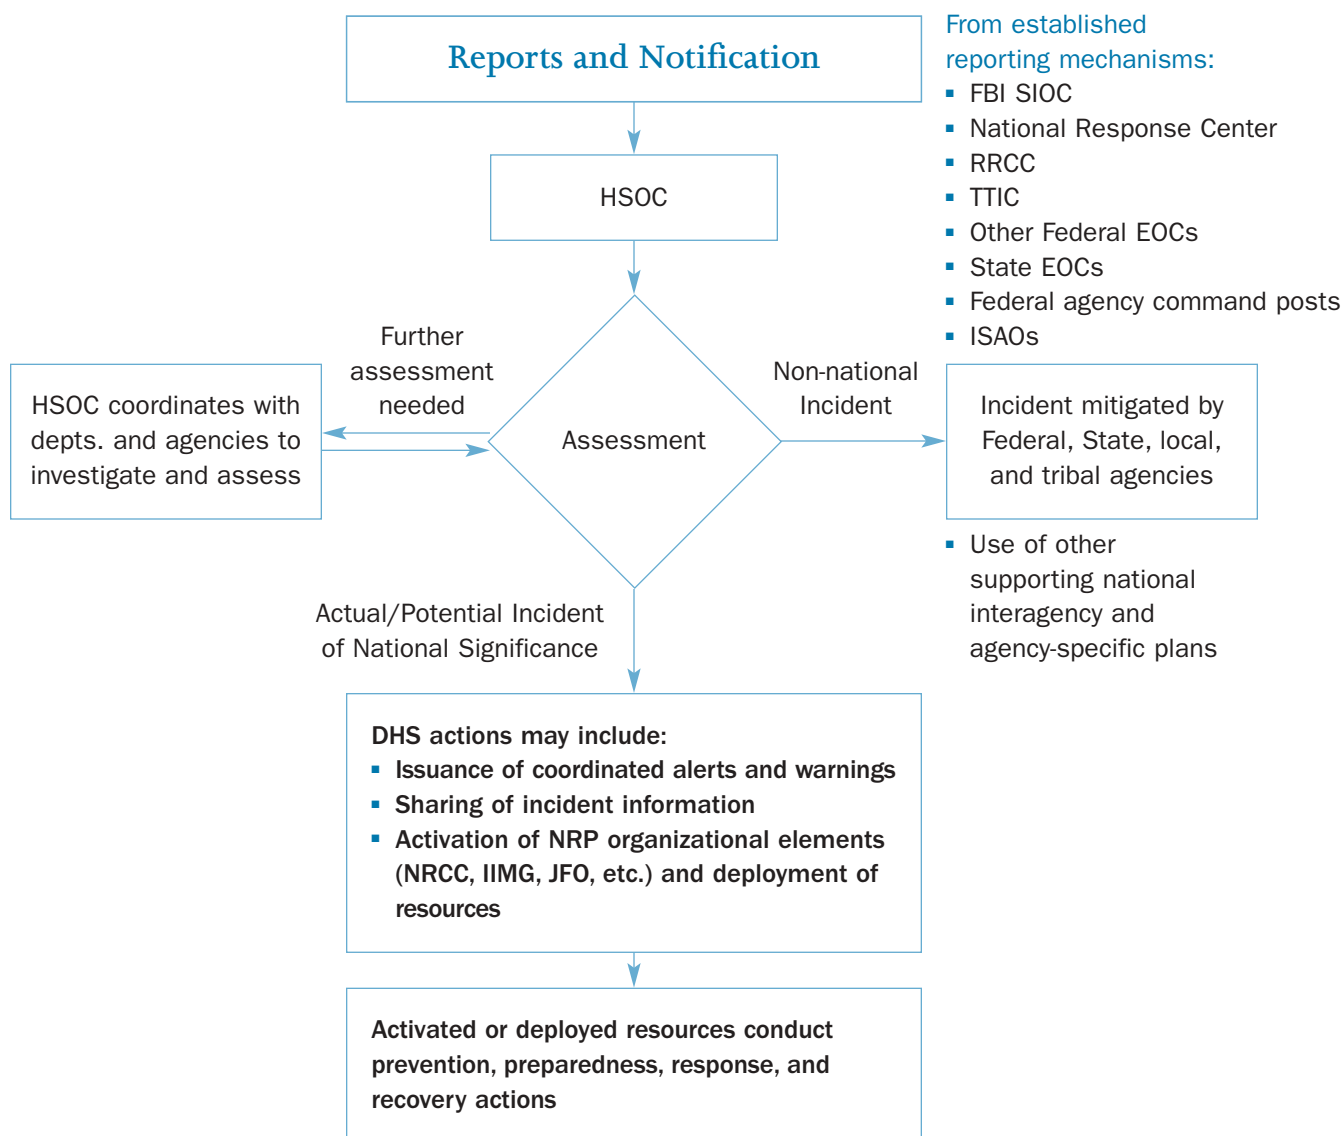 Reports and Notification
From established
reporting mechanisms:
▪ FBI SIOC
▪ National Response Center
▪ RRCC
▪ TTIC
▪ Other Federal EOCs
▪ State EOCs
▪ Federal agency command posts
▪ ISAOs
HSOC
Further
assessment
needed
HSOC coordinates with
depts. and agencies to
investigate and assess
Assessment
Non-national
Incident
Incident mitigated by
Federal, State, local,
and tribal agencies
▪ Use of other
supporting national
interagency and
agency-specific plans
Actual/Potential Incident
of National Significance
DHS actions may include:
▪ Issuance of coordinated alerts and warnings
▪ Sharing of incident information
▪ Activation of NRP organizational elements
(NRCC, IIMG, JFO, etc.) and deployment of
resources
Activated or deployed resources conduct
prevention, preparedness, response, and
recovery actions